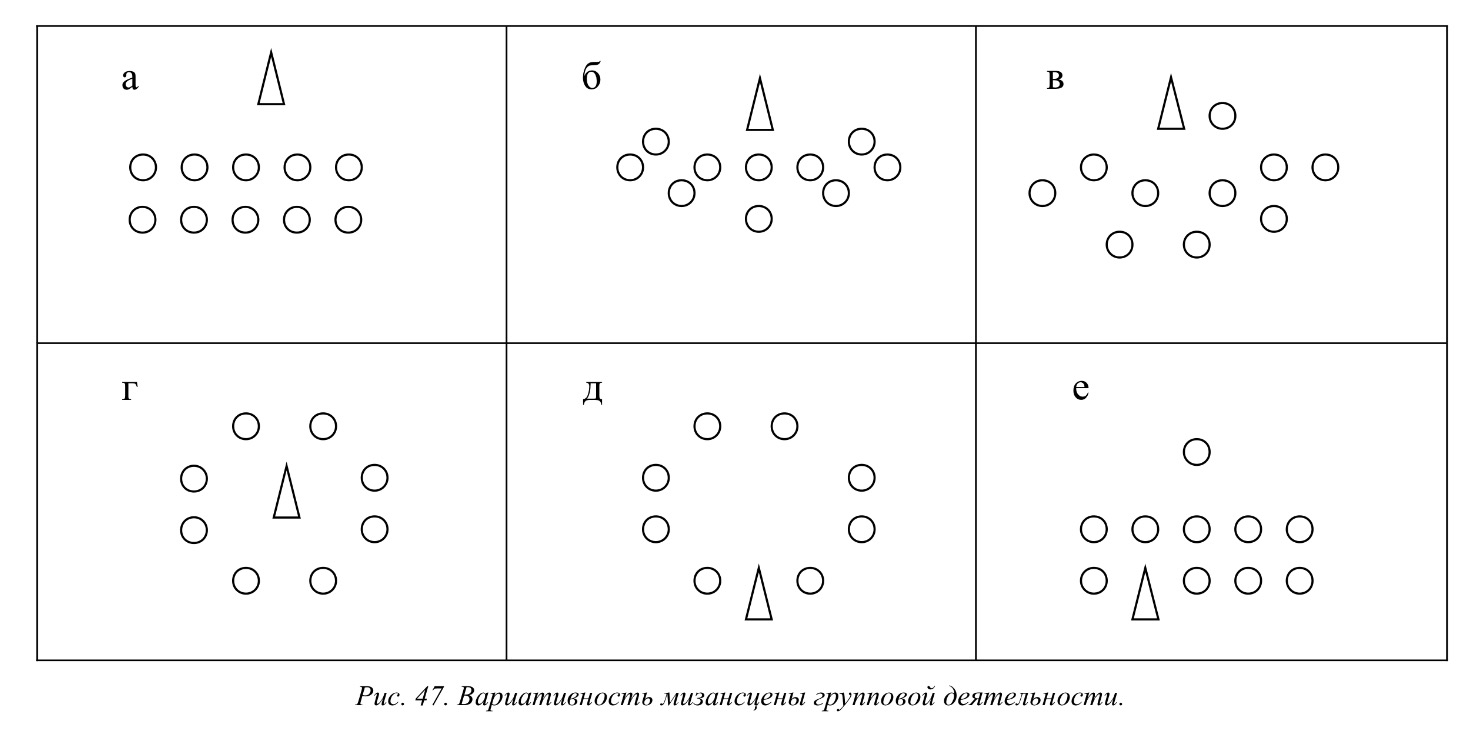 а
б
в
г
д
е
Рис. 47. Вариативность мизансцены групповой деятельности.